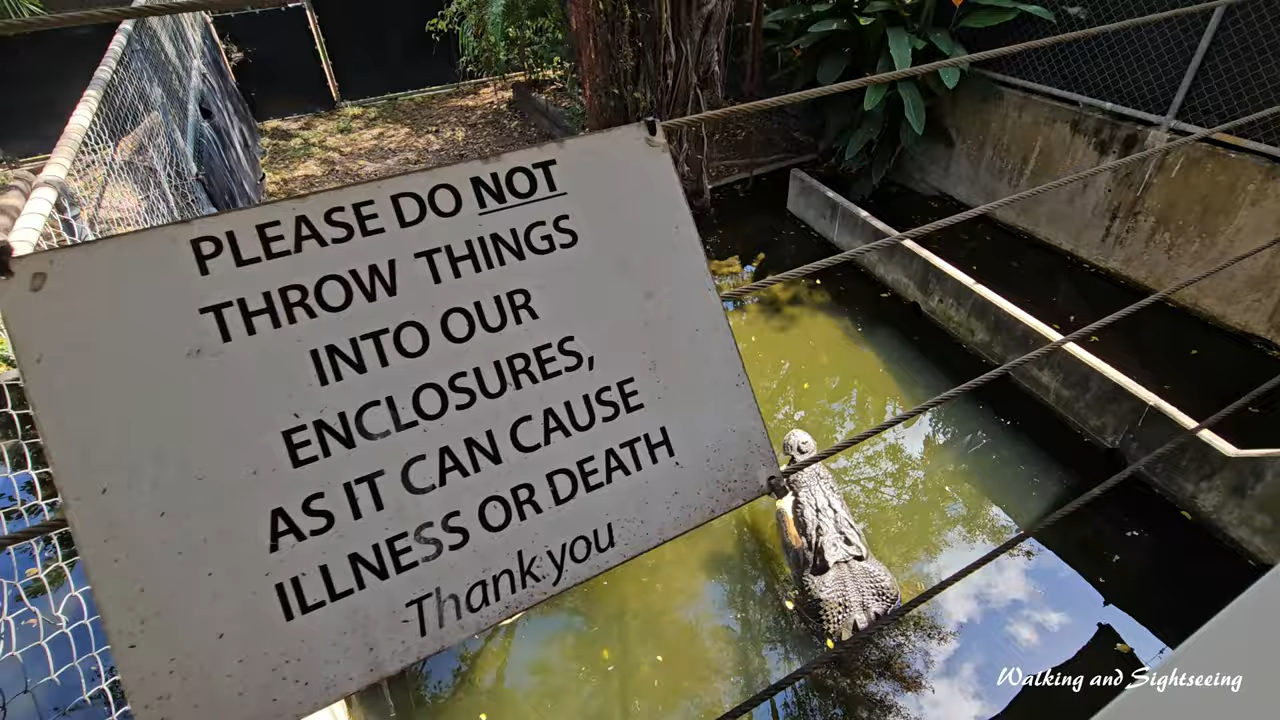 PLEASE DO NOT
THROW THINGS
INTO OUR
ENCLOSURES,
AS IT CAN CAUSE
ILLNESS OR DEATH
Thank you
Walking and Sightseeing